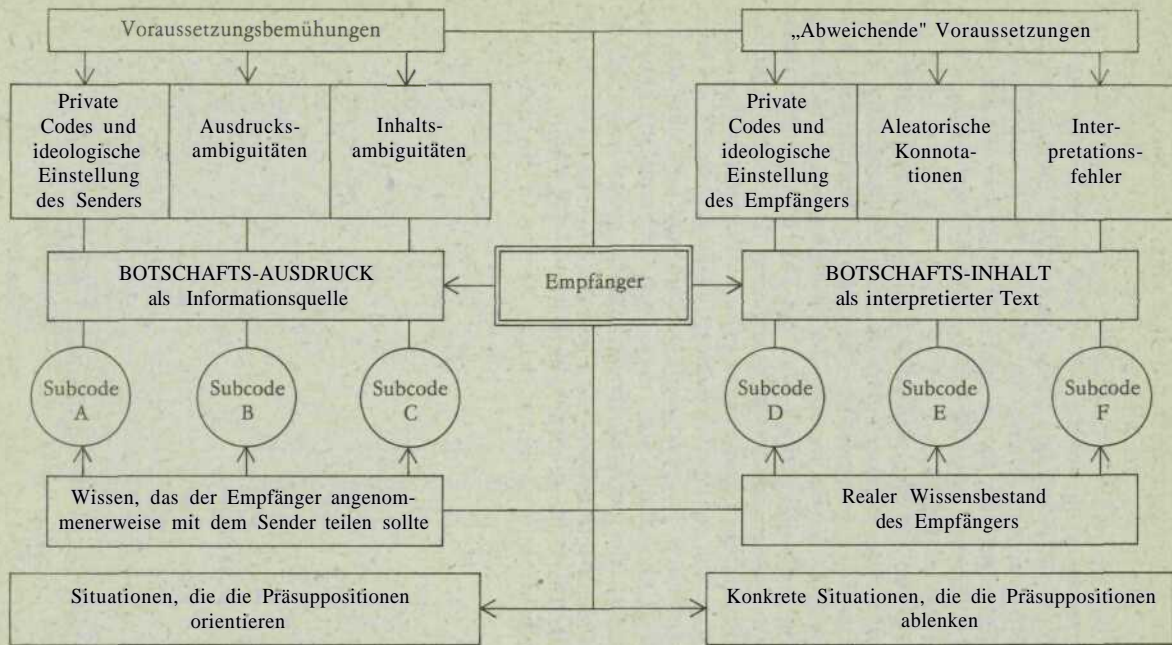 Voraussetzungsbemühungen
„Abweichende" Voraussetzungen
Private
Codes und
ideologische
Einstellung
des Senders
Ausdrucks-
ambiguitäten
Inhalts-
ambiguitäten
Private
Codes und
ideologische
Einstellung
des Empfängers
Aleatorische
Konnota-
tionen
Inter-
pretations-
fehler
BOTSCHAFTS-AUSDRUCK
als Informationsquelle
Empfänger
BOTSCHAFTS-INHALT
als interpretierter Text
Subcode
A
Subcode
B
Subcode
C
Subcode
D
Subcode
E
Subcode
F
Wissen, das der Empfänger angenom-
menerweise mit dem Sender teilen sollte
Realer Wissensbestand
des Empfängers
Situationen, die die Präsuppositionen
orientieren
Konkrete Situationen, die die Präsuppositionen
ablenken